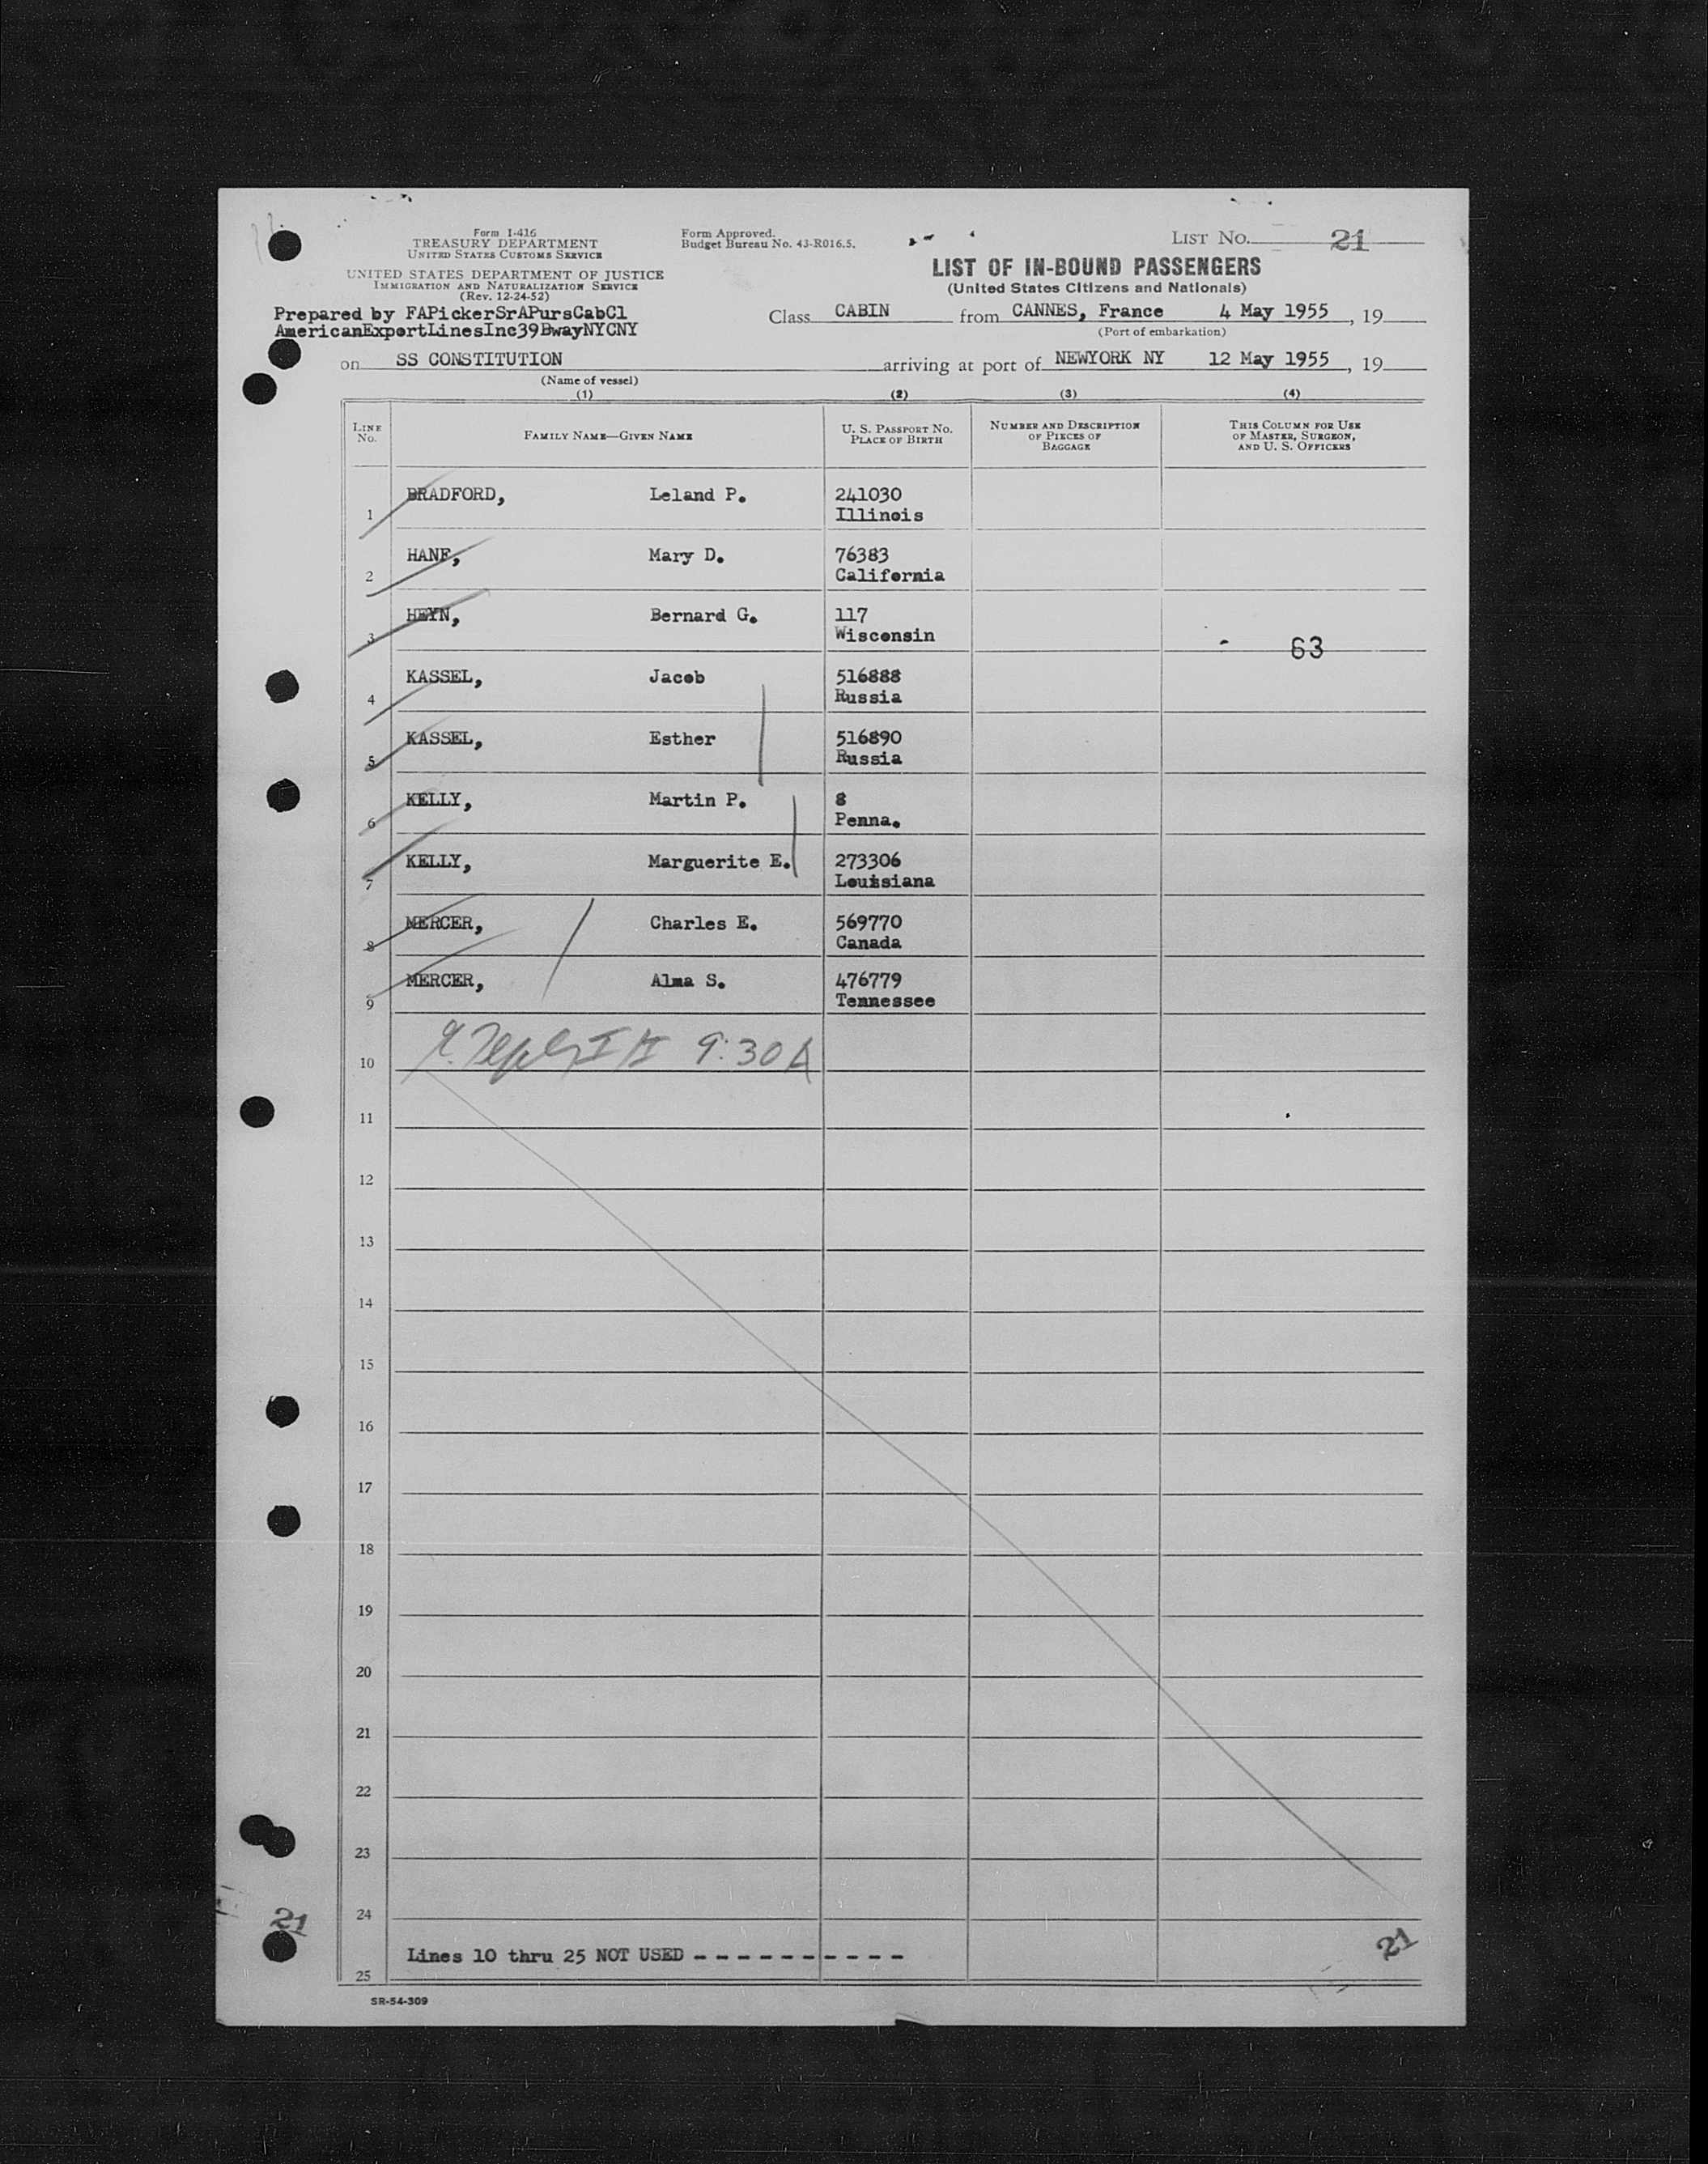 Form I-416
TREASURY DEPARTMENT
UNITED STATES CUSTOMS SERVICE
UNITED STATES DEPARTMENT OF JUSTICE
IMMIGRATION AND NATURALIZATION SERVICE
(Rev. 12-24-52)
Form Approved.
Budget Bureau No. 43-R016.5.
LIST NO. 21
LIST OF IN-BOUND PASSENGERS
(United States Citizens and Nationals)
Prepared by FAPickerSrAPursCabCl
AmericanExportLinesInc39BwayNYCNY
Class CABIN from CANNES, France 4 May 1955, 19
(Port of embarkation)
on SS CONSTITUTION arriving at port of NEWYORK NY 12 May 1955, 19
(Name of vessel)
(1) (2) (3) (4)
LINE NO. FAMILY NAME—GIVEN NAME U. S. PASSPORT NO. PLACE OF BIRTH NUMBER AND DESCRIPTION OF PIECES OF BAGGAGE THIS COLUMN FOR USE OF MASTER, SURGEON, AND U. S. OFFICERS
1 BRADFORD, Leland P. 241030
Illinois
2 HANF, Mary D. 76383
California
3 HEYN, Bernard G. 117
Wisconsin
63
4 KASSEL, Jacob 516888
Russia
5 KASSEL, Esther 516890
Russia
6 KELLY, Martin P. 8
Penna.
7 KELLY, Marguerite E. 273306
Louisiana
8 MERCER, Charles E. 569770
Canada
9 MERCER, Alma S. 476779
Tennessee
9:30A
10
11
12
13
14
15
16
17
18
19
20
21
22
23
24
21
21
Lines 10 thru 25 NOT USED - - - - - - - - - -
25
SR-54-309